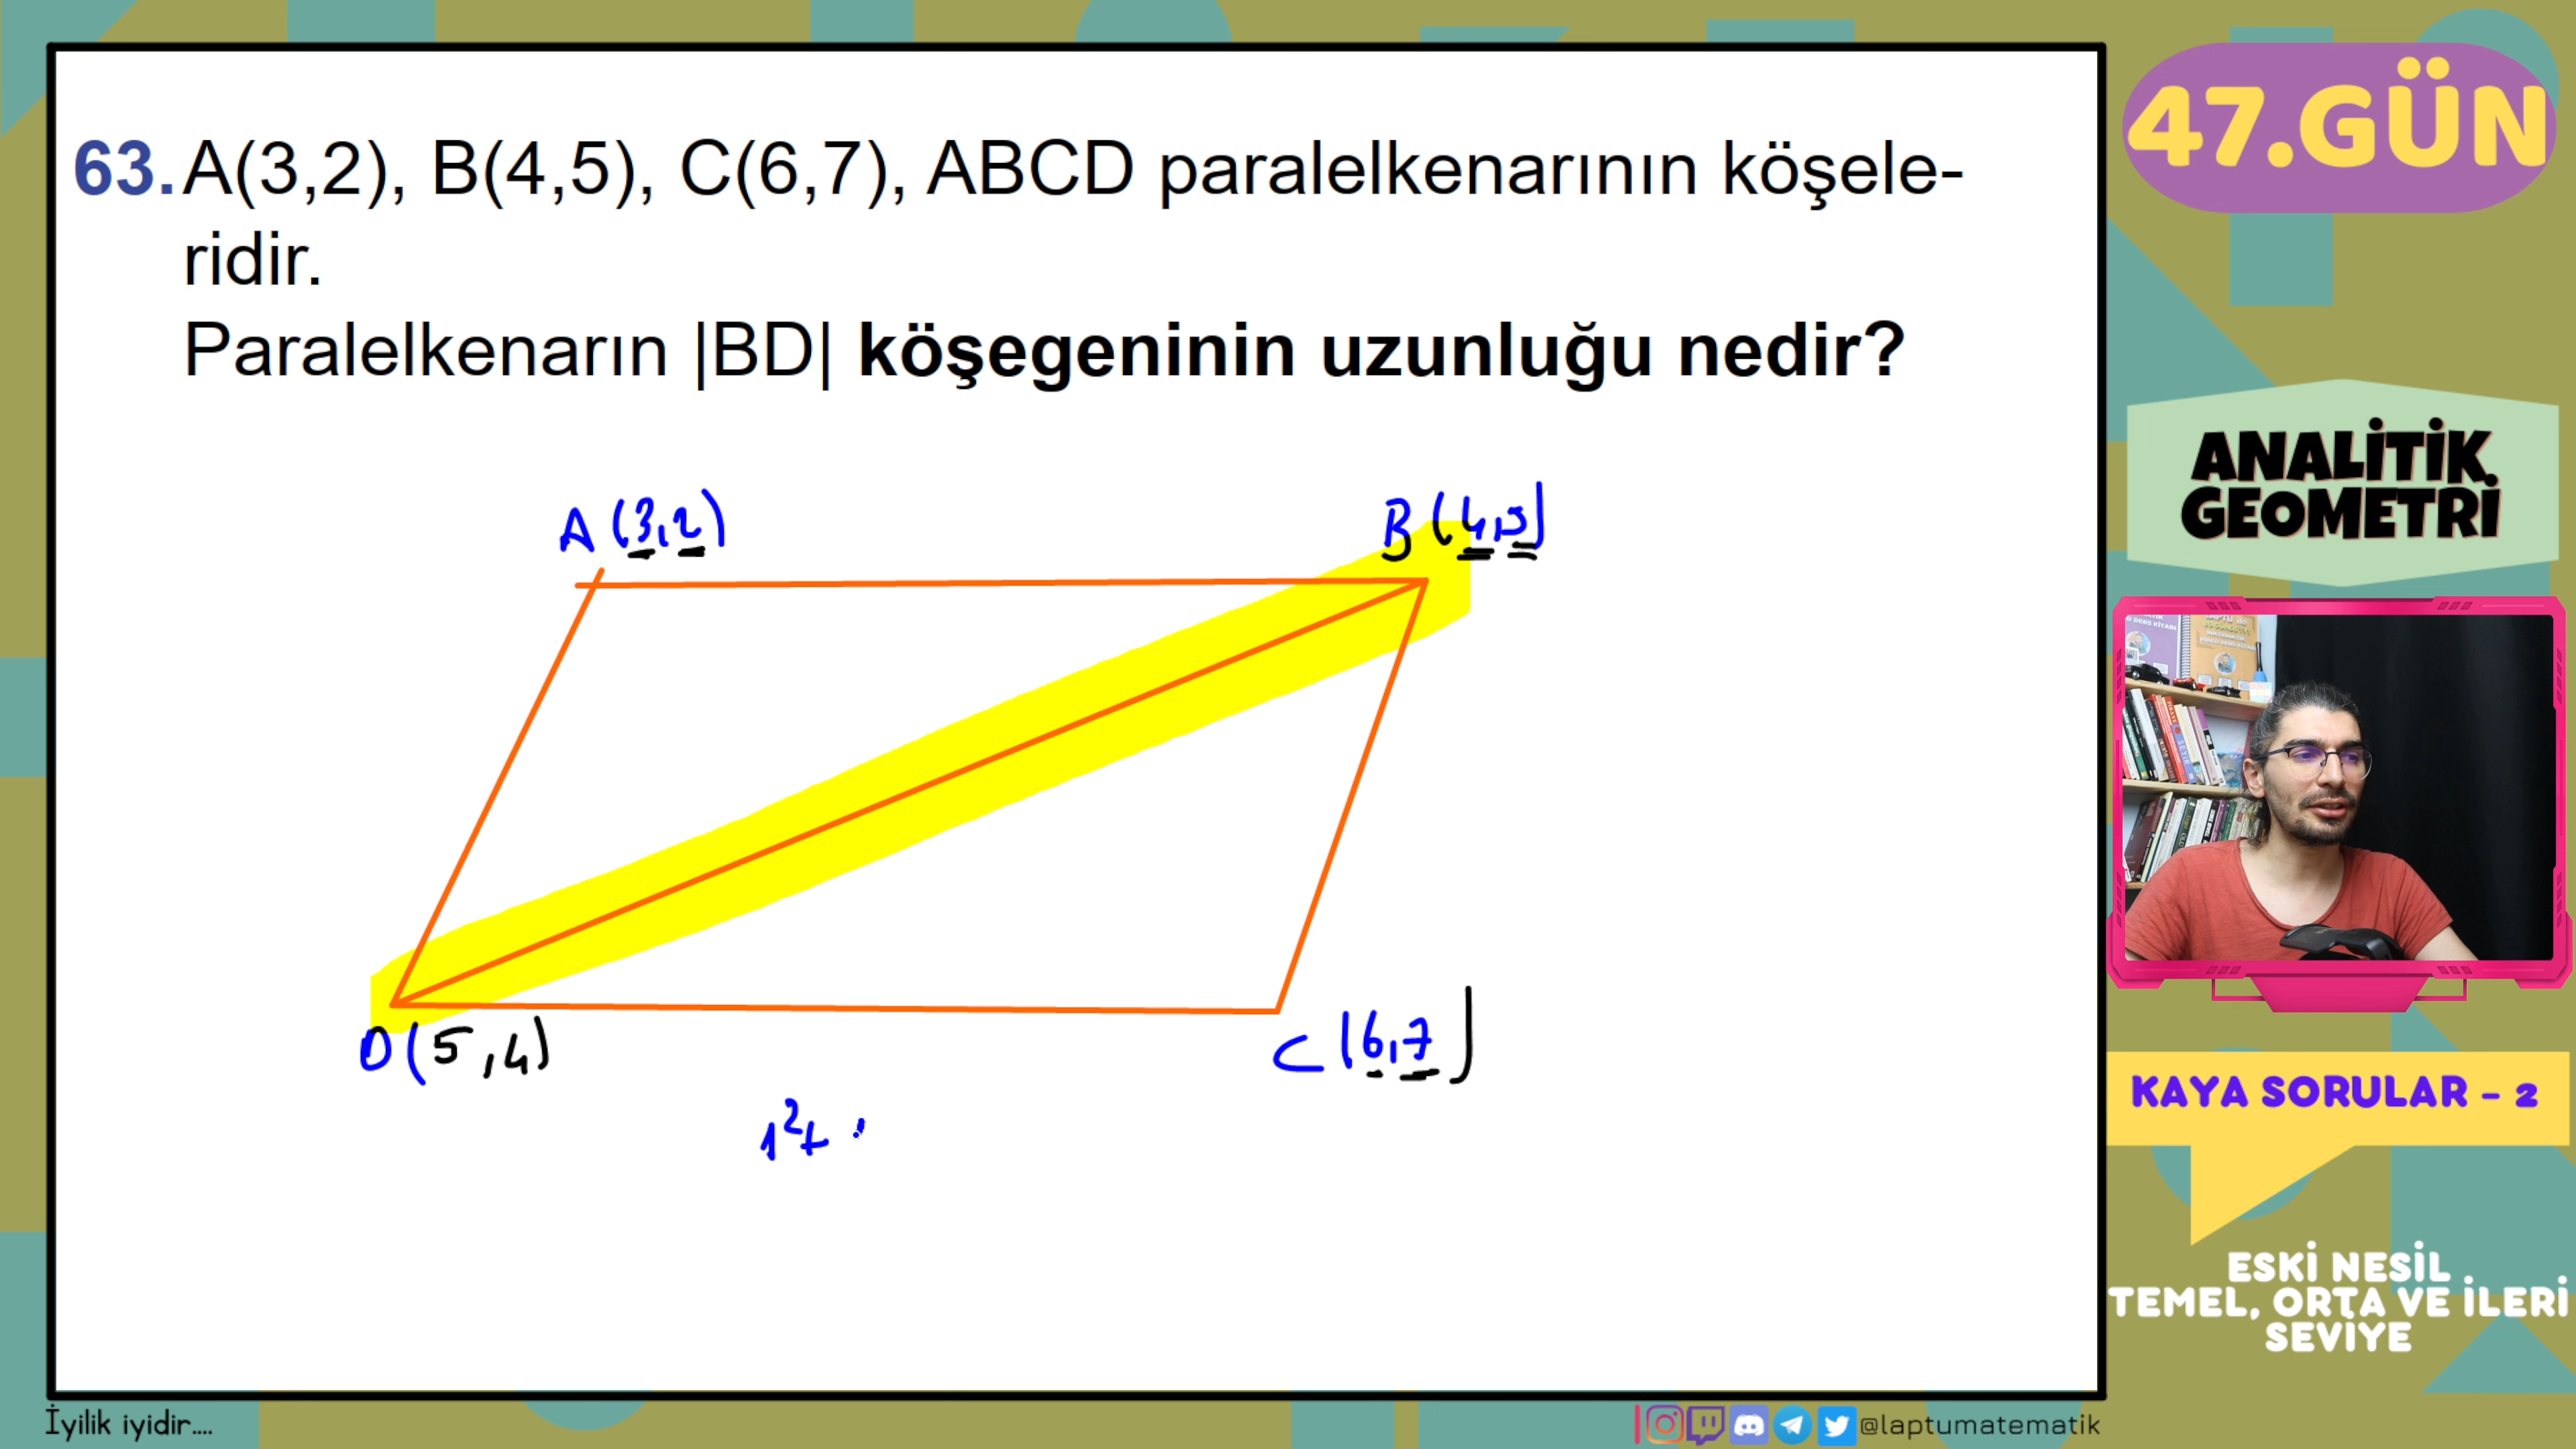 63. A(3,2), B(4,5), C(6,7), ABCD paralelkenarının köşele-
ridir.
Paralelkenarın |BD| köşegeninin uzunluğu nedir?
A (3,2)
B (4,5)
D (5,4)
C (6,7)
1²+
47.GÜN
ANALİTİK
GEOMETRİ
KAYA SORULAR - 2
ESKİ NESİL
TEMEL, ORTA VE İLERİ
SEVİYE
İyilik iyidir....
@laptumatematik